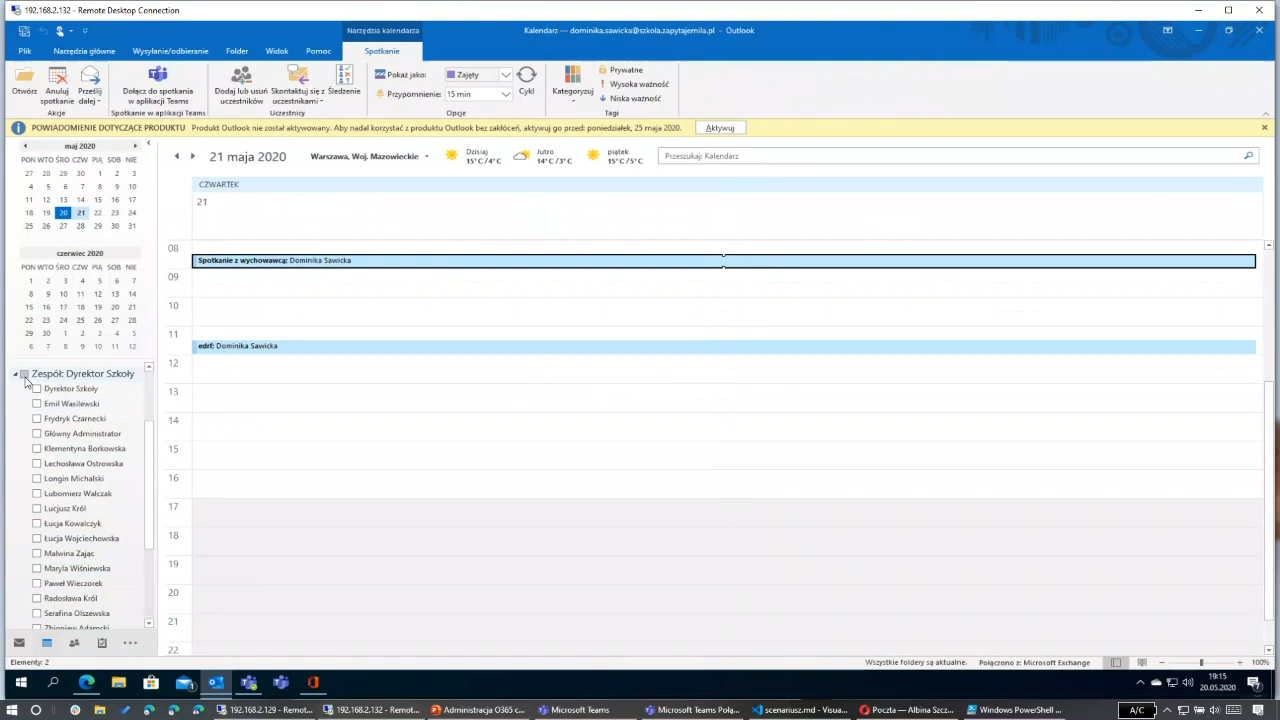 192.168.2.132 - Remote Desktop Connection
Narzędzia kalendarza
Kalendarz — dominika.sawicka@szkola.zapytajemila.pl - Outlook
Plik Narzędzia główne Wysyłanie/odbieranie Folder Widok Pomoc Spotkanie
Otwórz
Anuluj spotkanie
Prześlij dalej
Akcje
Dołącz do spotkania w aplikacji Teams
Spotkanie w aplikacji Teams
Dodaj lub usuń uczestników
Skontaktuj się z uczestnikami
Śledzenie
Uczestnicy
Pokaż jako: Zajęty
Przypomnienie: 15 min
Cykl
Opcje
Kategoryzuj
Prywatne
Wysoka ważność
Niska ważność
Tagi
POWIADOMIENIE DOTYCZĄCE PRODUKTU Produkt Outlook nie został aktywowany. Aby nadal korzystać z produktu Outlook bez zakłóceń, aktywuj go przed: poniedziałek, 25 maja 2020. Aktywuj
maj 2020
PON WTO ŚRO CZW PIĄ SOB NIE
27 28 29 30 1 2 3
4 5 6 7 8 9 10
11 12 13 14 15 16 17
18 19 20 21 22 23 24
25 26 27 28 29 30 31
czerwiec 2020
PON WTO ŚRO CZW PIĄ SOB NIE
1 2 3 4 5 6 7
8 9 10 11 12 13 14
15 16 17 18 19 20 21
22 23 24 25 26 27 28
29 30 1 2 3 4 5
6 7 8 9 10 11 12
Zespół: Dyrektor Szkoły
Dyrektor Szkoły
Emil Wasilewski
Frydryk Czarnecki
Główny Administrator
Klementyna Borkowska
Lechosława Ostrowska
Longin Michalski
Lubomierz Walczak
Lucjusz Król
Łucja Kowalczyk
Łucja Wojciechowska
Malwina Zając
Maryla Wiśniewska
Paweł Wieczorek
Radosława Król
Serafina Olszewska
Zbigniew Adamski
21 maja 2020
Warszawa, Woj. Mazowieckie
Dzisiaj
15°C/4°C
Jutro
14°C/3°C
piątek
15°C/5°C
Przeszukaj: Kalendarz
CZWARTEK
21
08
Spotkanie z wychowawcą; Dominika Sawicka
09
10
11
edrf; Dominika Sawicka
12
13
14
15
16
17
18
19
20
21
22
Elementy: 2
Wszystkie foldery są aktualne.
Połączono z: Microsoft Exchange
100%
19:15
20.05.2020
192.168.2.129 - Remo...
192.168.2.132 - Remo...
Administracja O365 c...
Microsoft Teams
Microsoft Teams Połą...
scenariusz.md - Visua...
Poczta — Albina Szcz...
Windows PowerShell ...
A/C